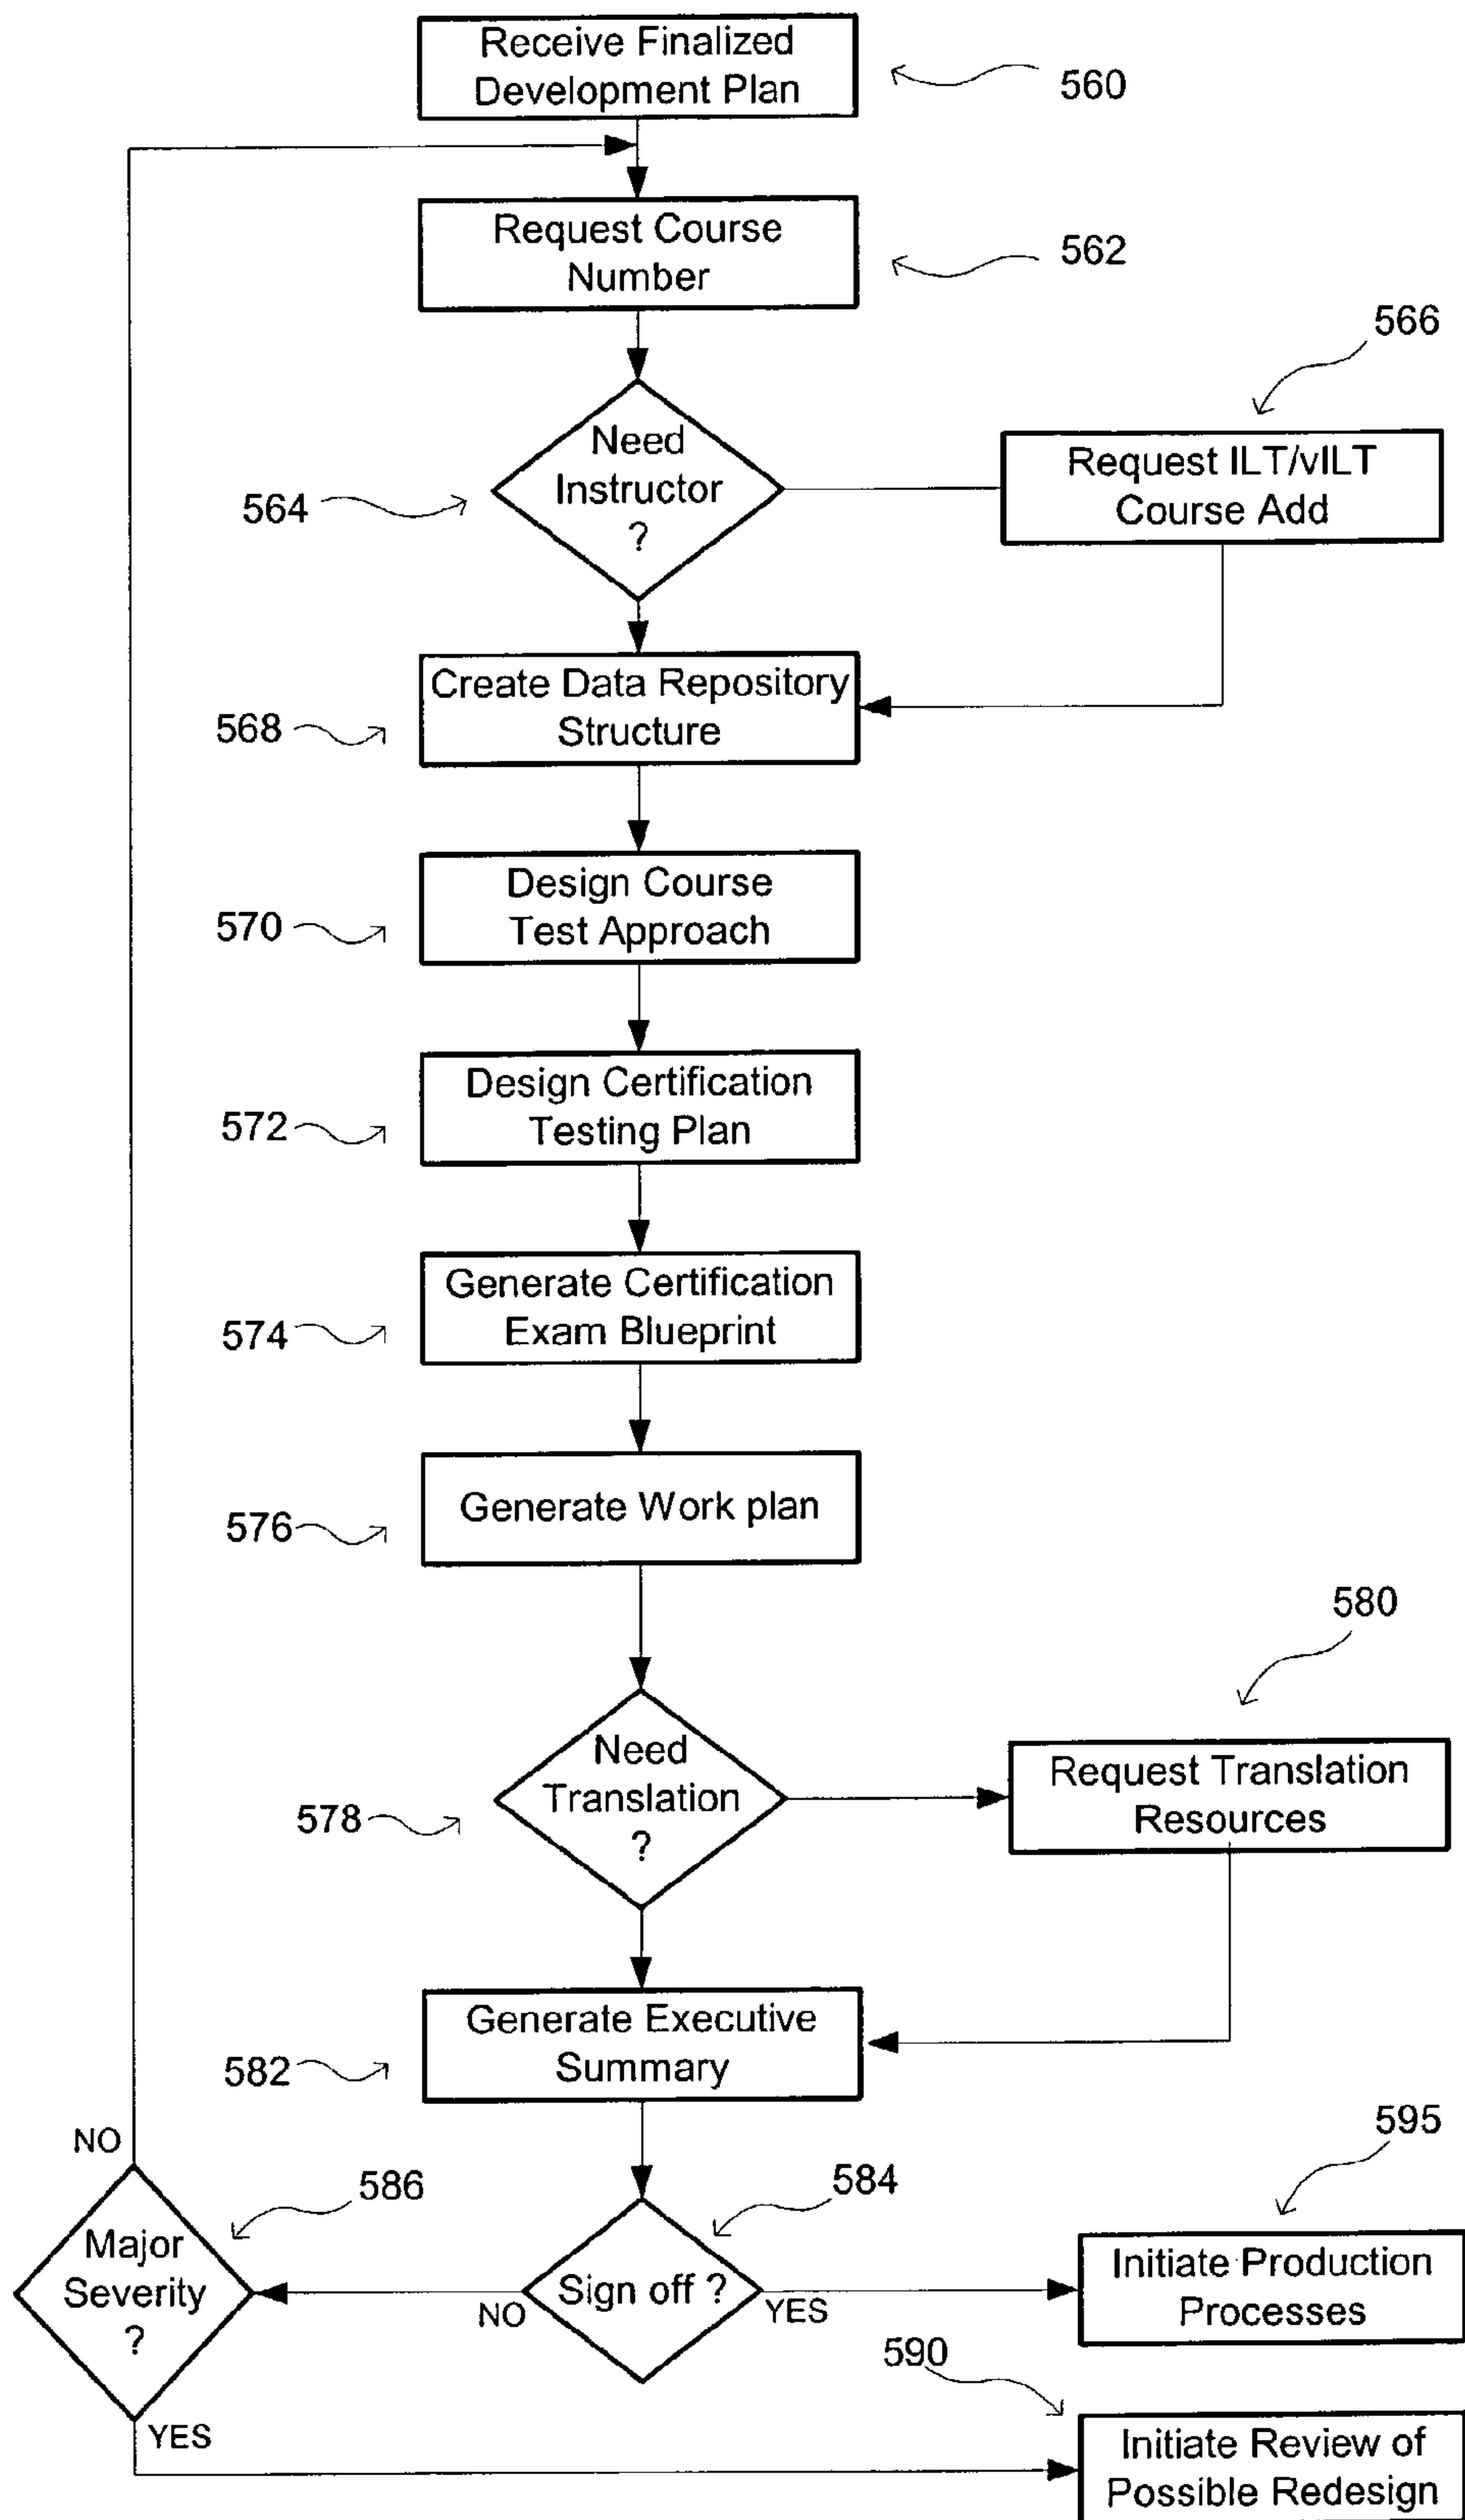 Receive Finalized
Development Plan
560
Request Course
Number
562
566
Need
Instructor
?
564
Request ILT/vILT
Course Add
Create Data Repository
Structure
568
Design Course
Test Approach
570
Design Certification
Testing Plan
572
Generate Certification
Exam Blueprint
574
Generate Work plan
576
580
Need
Translation
?
578
Request Translation
Resources
Generate Executive
Summary
582
595
NO
586
584
Major
Severity
?
Sign off ?
NO
YES
Initiate Production
Processes
590
YES
Initiate Review of
Possible Redesign